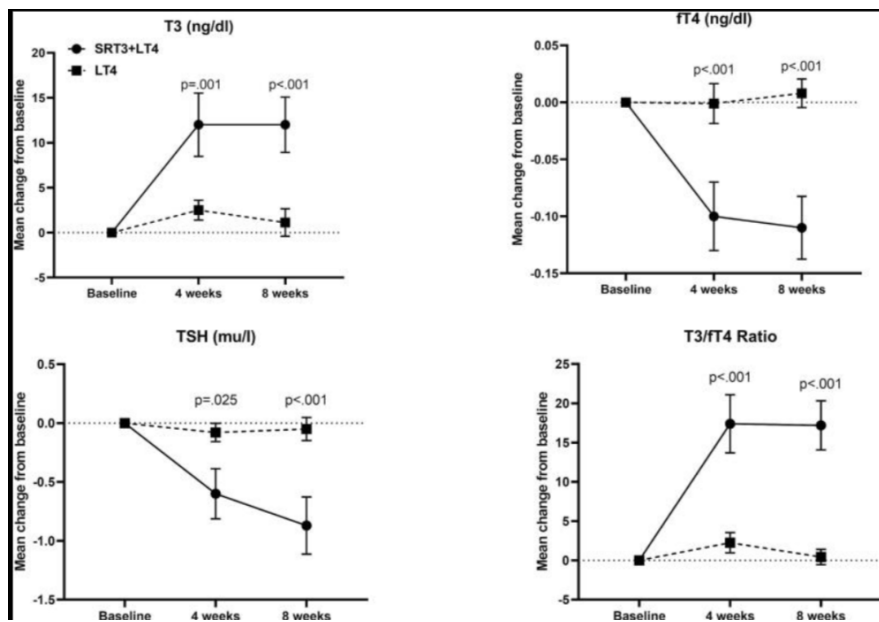 T3 (ng/dl)
Mean change from baseline
20
15
10
5
0
-5
SRT3+LT4
LT4
p=.001
p<.001
Baseline
4 weeks
8 weeks
fT4 (ng/dl)
Mean change from baseline
0.05
0.00
-0.05
-0.10
-0.15
p<.001
p<.001
Baseline
4 weeks
8 weeks
TSH (mu/l)
Mean change from baseline
0.5
0.0
-0.5
-1.0
-1.5
p=.025
p<.001
Baseline
4 weeks
8 weeks
T3/fT4 Ratio
Mean change from baseline
25
20
15
10
5
0
-5
p<.001
p<.001
Baseline
4 weeks
8 weeks